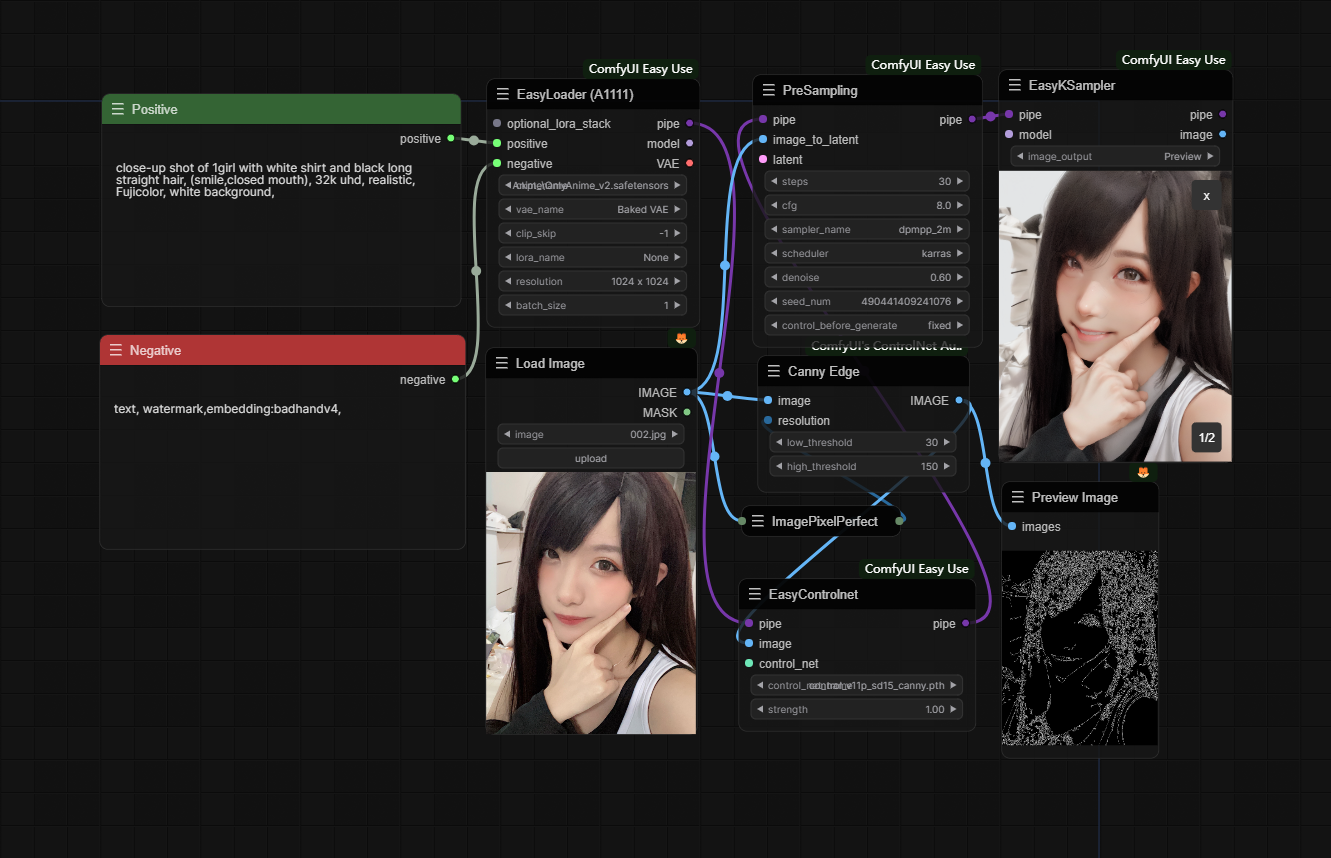 Positive
positive
close-up shot of 1girl with white shirt and black long
straight hair, (smile,closed mouth), 32k uhd, realistic,
Fujicolor, white background,
Negative
negative
text, watermark,embedding:badhandv4,
ComfyUI Easy Use
EasyLoader (A1111)
optional_lora_stack pipe
positive model
negative VAE
Anime_v2.safetensors
vae_name Baked VAE
clip_skip -1
lora_name None
resolution 1024 x 1024
batch_size 1
Load Image
IMAGE
MASK
image 002.jpg
upload
ComfyUI Easy Use
PreSampling
pipe pipe
image_to_latent
latent
steps 30
cfg 8.0
sampler_name dpmpp_2m
scheduler karras
denoise 0.60
seed_num 490441409241076
control_before_generate fixed
ComfyUI's ControlNet Au..
Canny Edge
image IMAGE
resolution
low_threshold 30
high_threshold 150
ImagePixelPerfect
ComfyUI Easy Use
EasyControlnet
pipe pipe
image
control_net
v11p_sd15_canny.pth
strength 1.00
ComfyUI Easy Use
EasyKSampler
pipe pipe
model image
image_output Preview
x
1/2
Preview Image
images